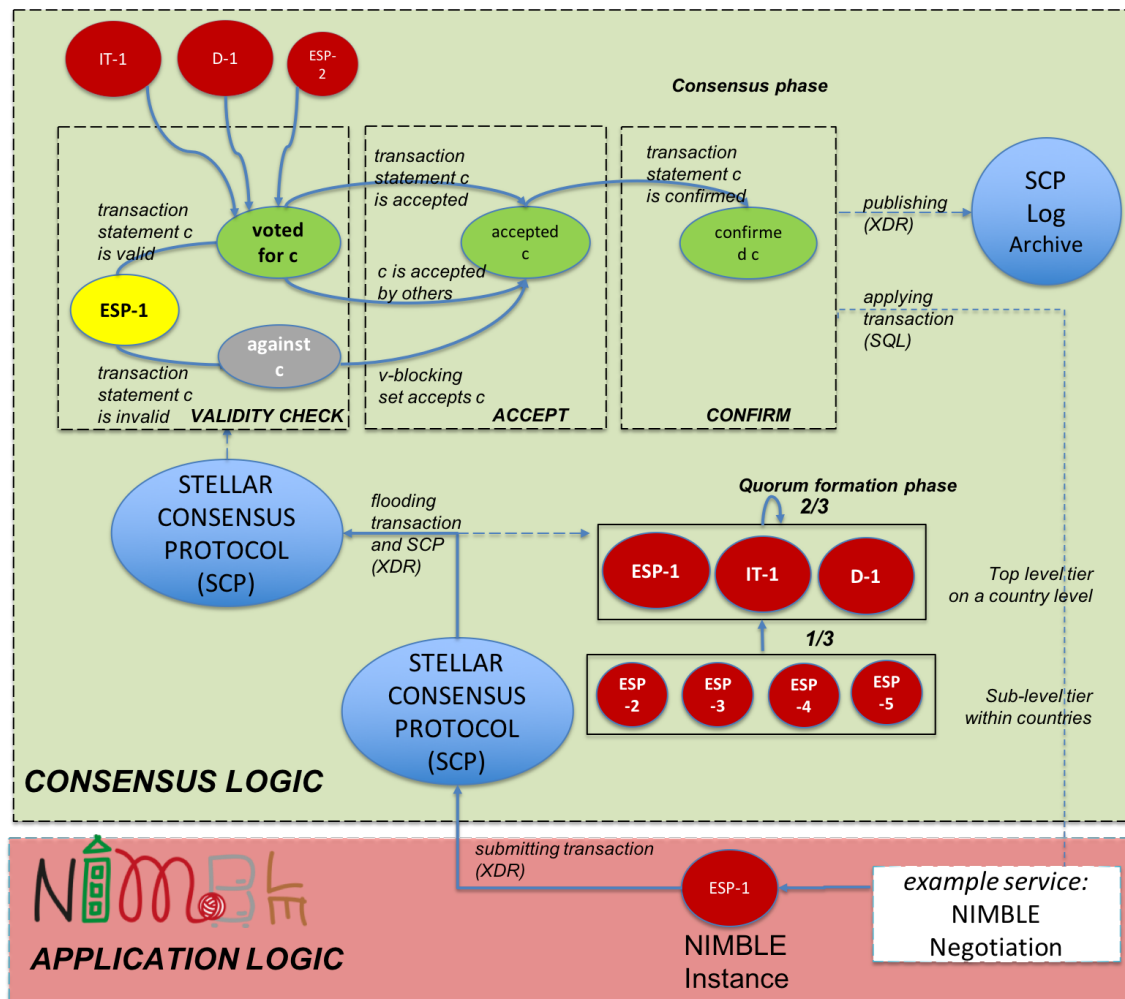 IT-1
D-1
ESP-
2
Consensus phase
transaction
statement c
is accepted
transaction
statement c
is confirmed
transaction
statement c
is valid
voted
for c
accepted
c
confirme
d c
publishing
(XDR)
SCP
Log
Archive
c is accepted
by others
ESP-1
applying
transaction
(SQL)
against
c
transaction
statement c
is invalid
v-blocking
set accepts c
VALIDITY CHECK
ACCEPT
CONFIRM
STELLAR
CONSENSUS
PROTOCOL
(SCP)
flooding
transaction
and SCP
(XDR)
Quorum formation phase
2/3
ESP-1
IT-1
D-1
Top level tier
on a country level
1/3
STELLAR
CONSENSUS
PROTOCOL
(SCP)
ESP
-2
ESP
-3
ESP
-4
ESP
-5
Sub-level tier
within countries
CONSENSUS LOGIC
NIMBLE
submitting transaction
(XDR)
ESP-1
example service:
NIMBLE
Negotiation
NIMBLE
Instance
APPLICATION LOGIC